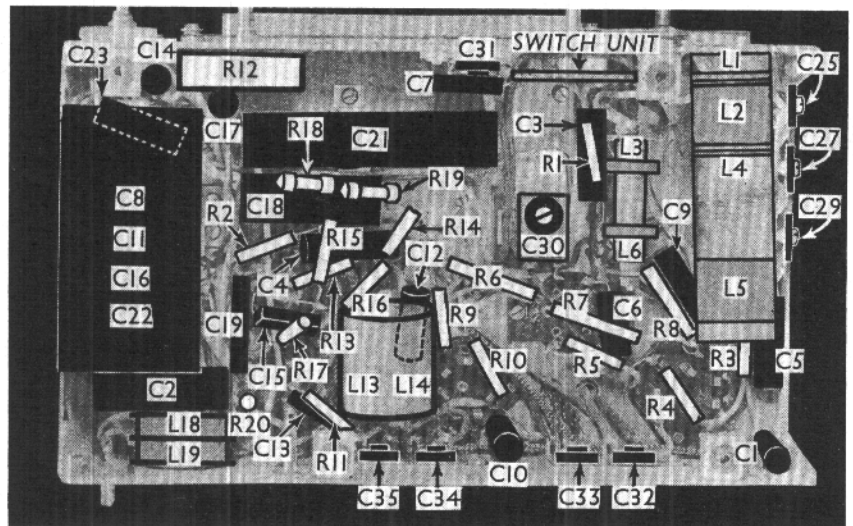 C23
C14
R12
C31
C7
SWITCH UNIT
L1
C25
C17
R18
C21
C3
R1
L3
L2
C27
L4
C8
C18
R19
R2
R14
C30
L6
C9
C29
C11
C4
R15
C12
C16
R6
L5
C22
C19
R16
R9
R7
C6
R8
C15
R17
R13
R10
R5
R3
C5
C2
L13
L14
R4
L18
R20
L19
C13
R11
C10
C1
C35
C34
C33
C32